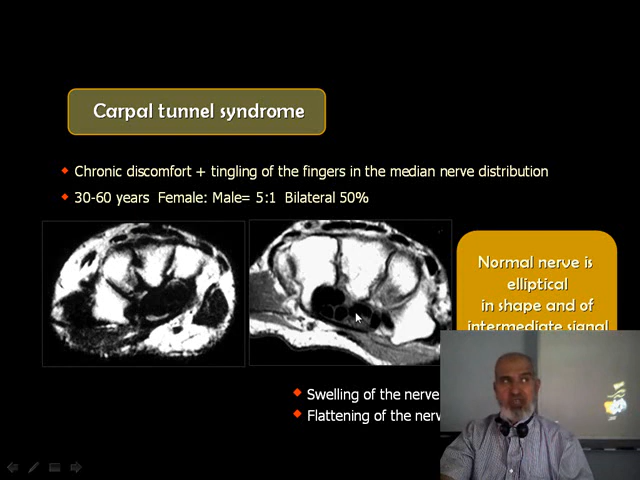 Carpal tunnel syndrome
Chronic discomfort + tingling of the fingers in the median nerve distribution
30-60 years  Female: Male= 5:1  Bilateral 50%
Normal nerve is
elliptical
in shape and of
intermediate signal
Swelling of the nerve
Flattening of the